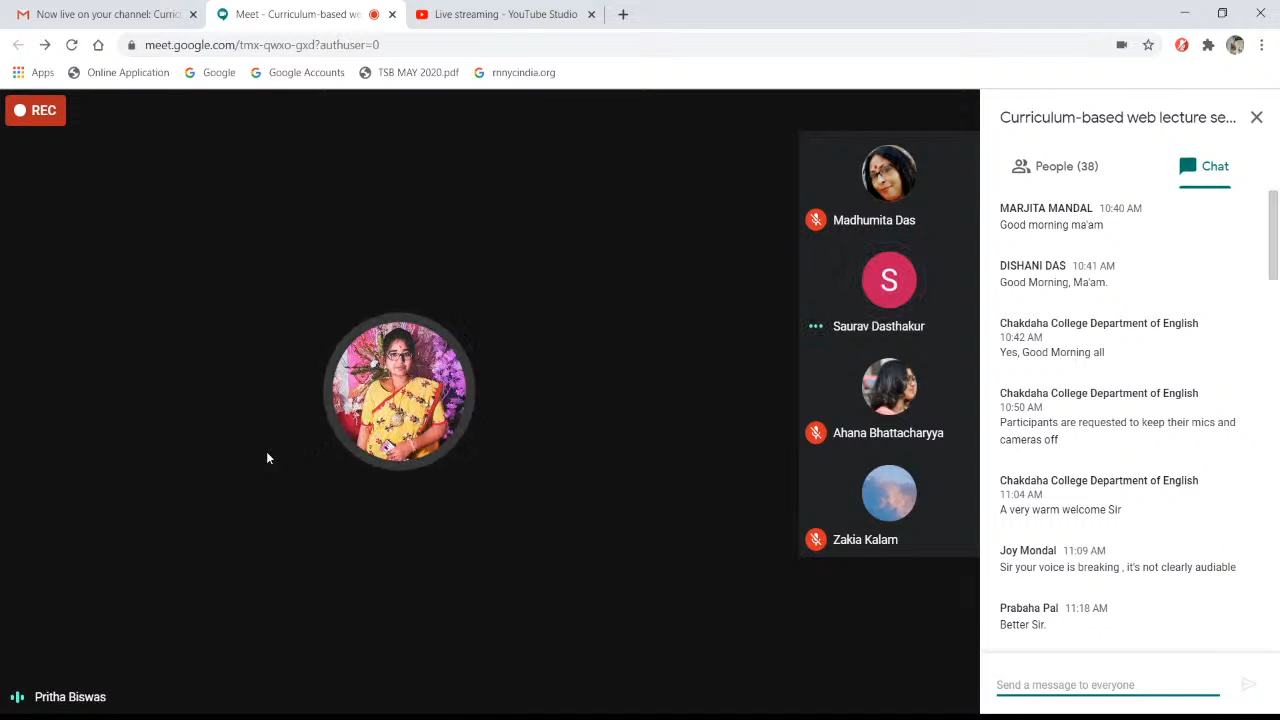 Now live on your channel: Curric
Meet - Curriculum-based we
Live streaming - YouTube Studio
meet.google.com/tmx-qwxo-gxd?authuser=0
Apps
Online Application
Google
Google Accounts
TSB MAY 2020.pdf
rnnycindia.org
REC
Pritha Biswas
Madhumita Das
S
Saurav Dasthakur
Ahana Bhattacharyya
Zakia Kalam
Curriculum-based web lecture se...
People (38)
Chat
MARJITA MANDAL 10:40 AM
Good morning ma'am
DISHANI DAS 10:41 AM
Good Morning, Ma'am.
Chakdaha College Department of English
10:42 AM
Yes, Good Morning all
Chakdaha College Department of English
10:50 AM
Participants are requested to keep their mics and
cameras off
Chakdaha College Department of English
11:04 AM
A very warm welcome Sir
Joy Mondal 11:09 AM
Sir your voice is breaking , it's not clearly audiable
Prabaha Pal 11:18 AM
Better Sir.
Send a message to everyone